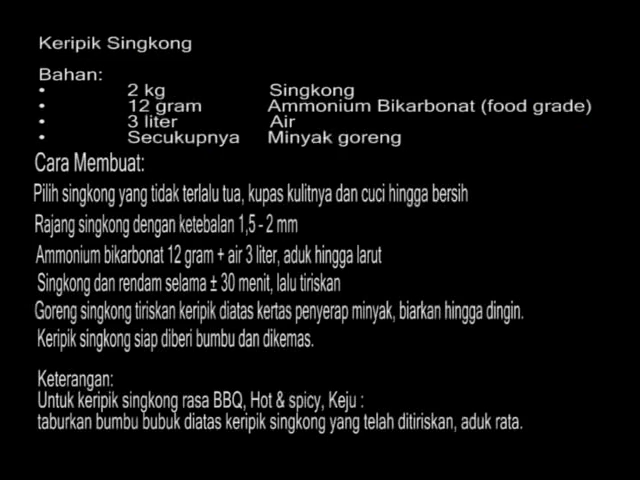 Keripik Singkong
Bahan:
• 2 kg Singkong
• 12 gram Ammonium Bikarbonat (food grade)
• 3 liter Air
• Secukupnya Minyak goreng
Cara Membuat:
Pilih singkong yang tidak terlalu tua, kupas kulitnya dan cuci hingga bersih
Rajang singkong dengan ketebalan 1,5 - 2 mm
Ammonium bikarbonat 12 gram + air 3 liter, aduk hingga larut
Singkong dan rendam selama ± 30 menit, lalu tiriskan
Goreng singkong tiriskan keripik diatas kertas penyerap minyak, biarkan hingga dingin.
Keripik singkong siap diberi bumbu dan dikemas.
Keterangan:
Untuk keripik singkong rasa BBQ, Hot & spicy, Keju :
taburkan bumbu bubuk diatas keripik singkong yang telah ditiriskan, aduk rata.